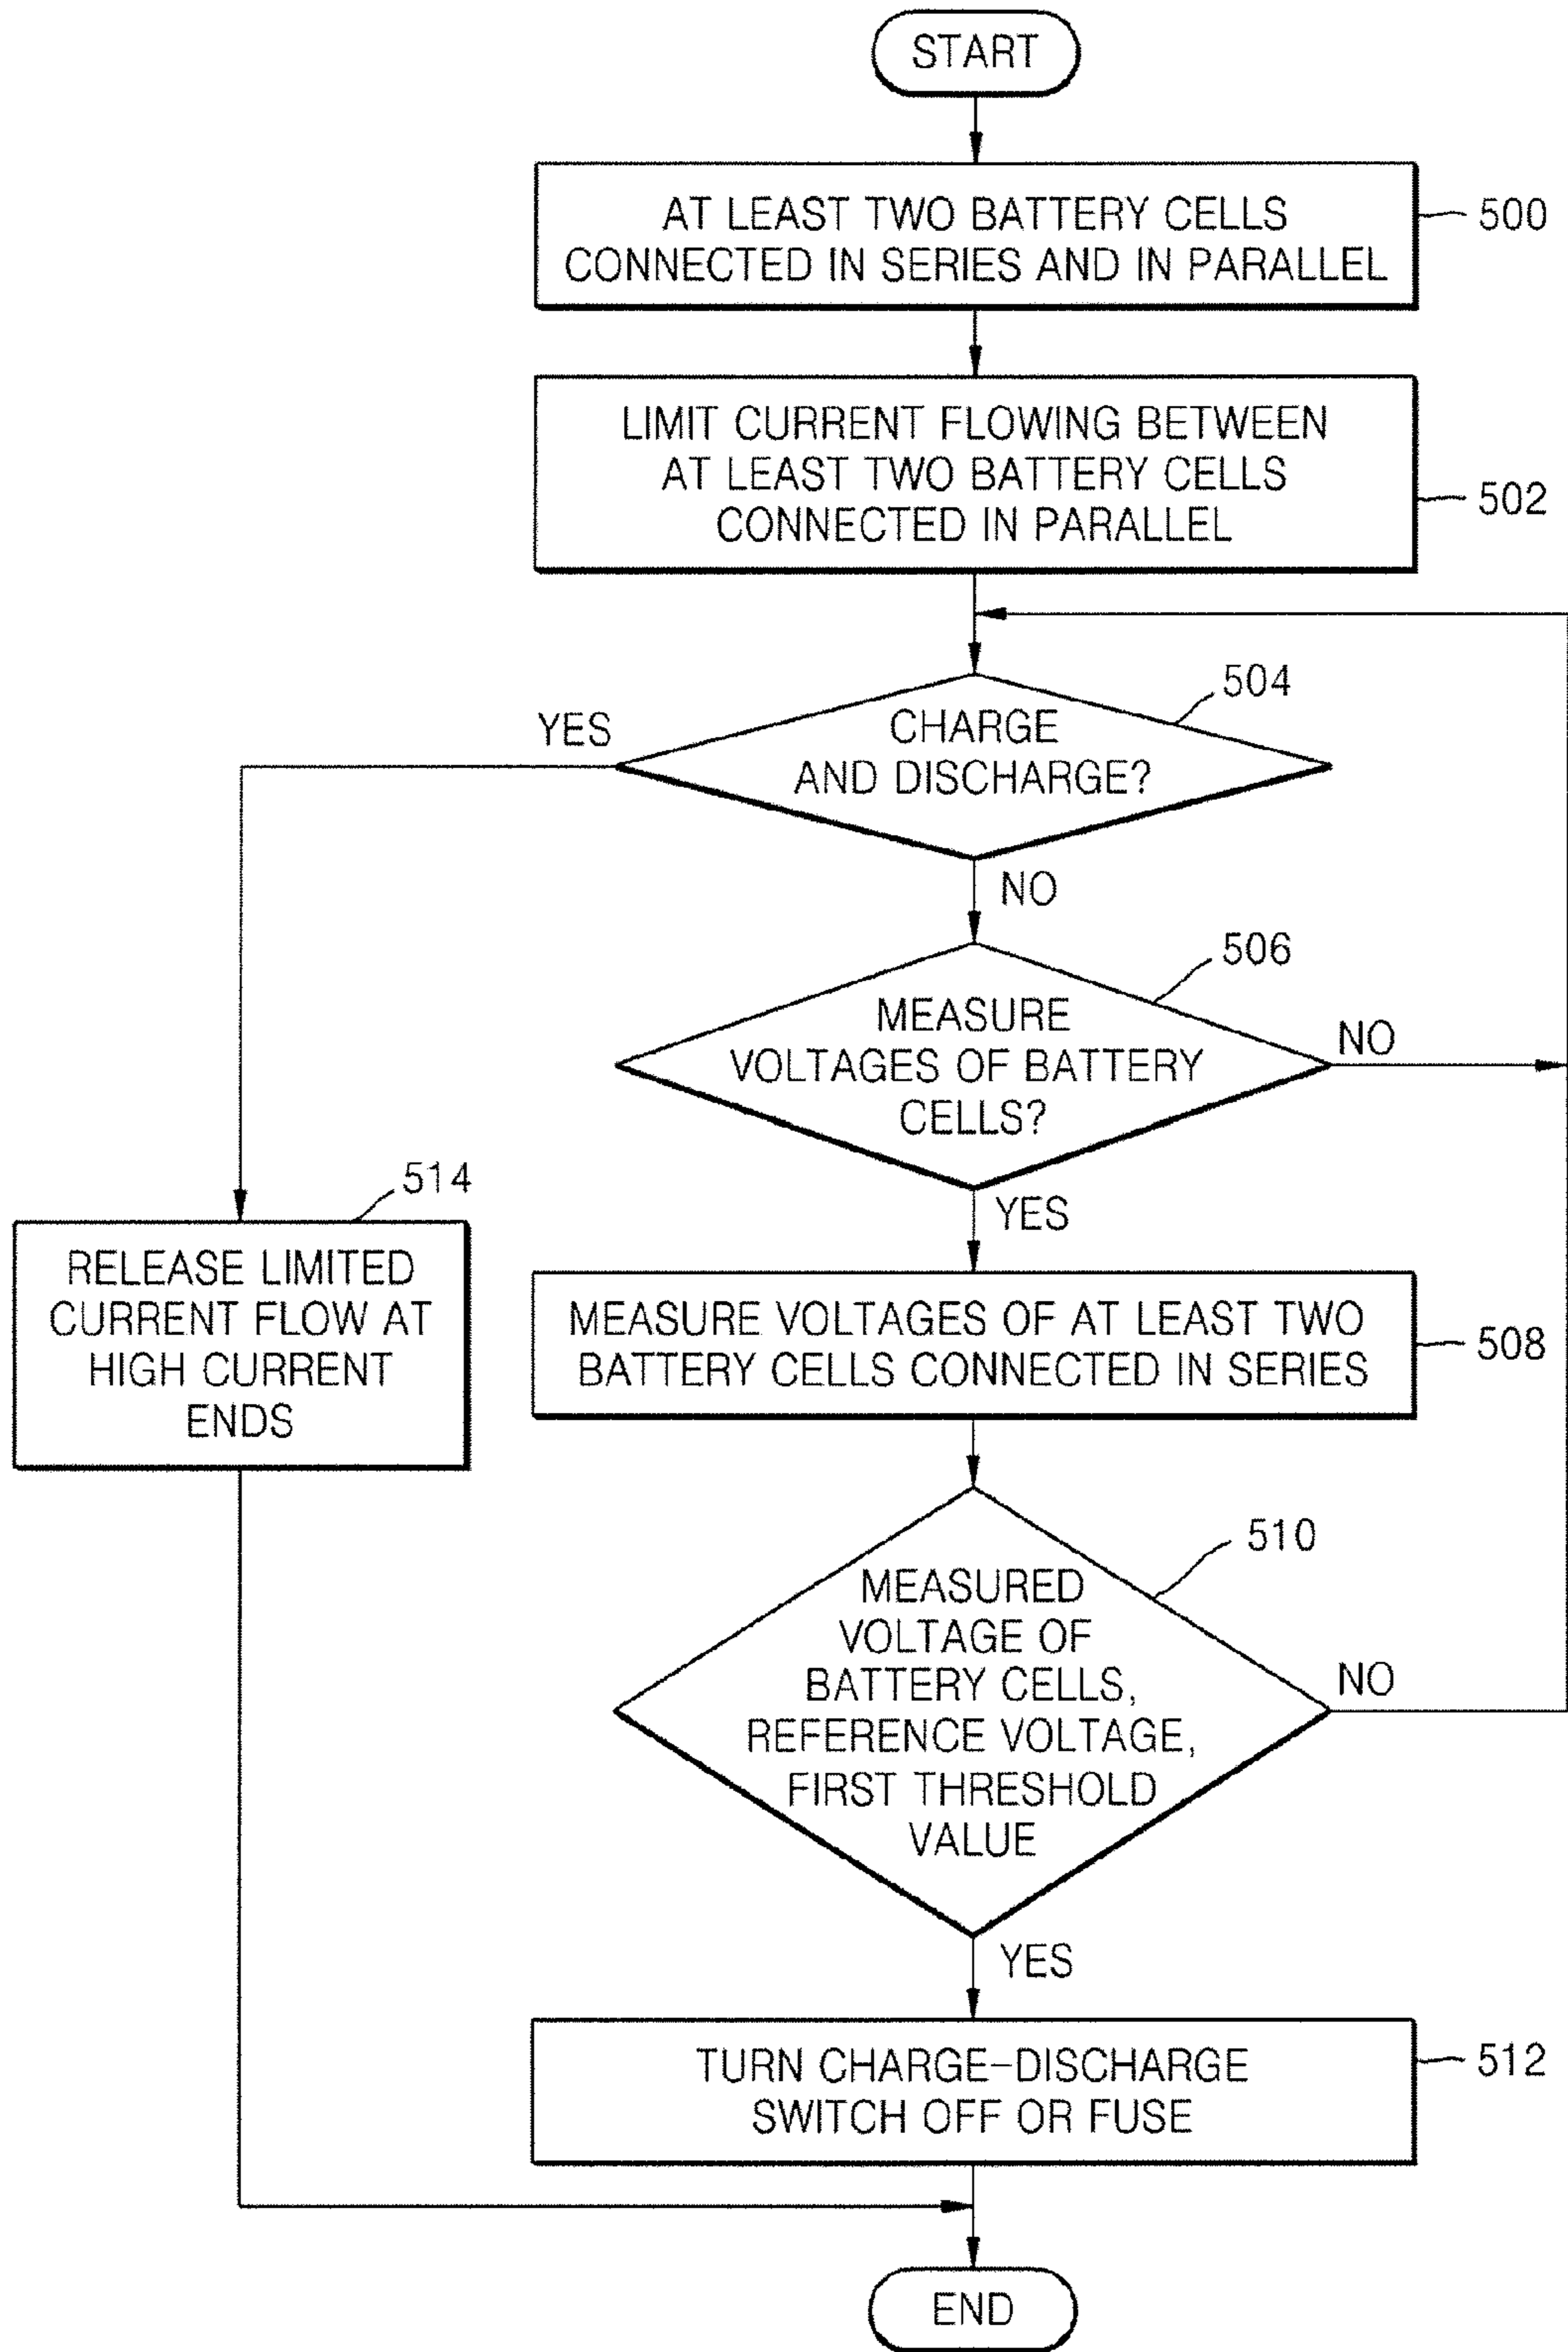 START
AT LEAST TWO BATTERY CELLS
CONNECTED IN SERIES AND IN PARALLEL
500
LIMIT CURRENT FLOWING BETWEEN
AT LEAST TWO BATTERY CELLS
CONNECTED IN PARALLEL
502
504
YES
CHARGE
AND DISCHARGE?
NO
506
MEASURE
VOLTAGES OF BATTERY
CELLS?
NO
YES
514
RELEASE LIMITED
CURRENT FLOW AT
HIGH CURRENT
ENDS
MEASURE VOLTAGES OF AT LEAST TWO
BATTERY CELLS CONNECTED IN SERIES
508
510
MEASURED
VOLTAGE OF
BATTERY CELLS,
REFERENCE VOLTAGE,
FIRST THRESHOLD
VALUE
NO
YES
TURN CHARGE-DISCHARGE
SWITCH OFF OR FUSE
512
END